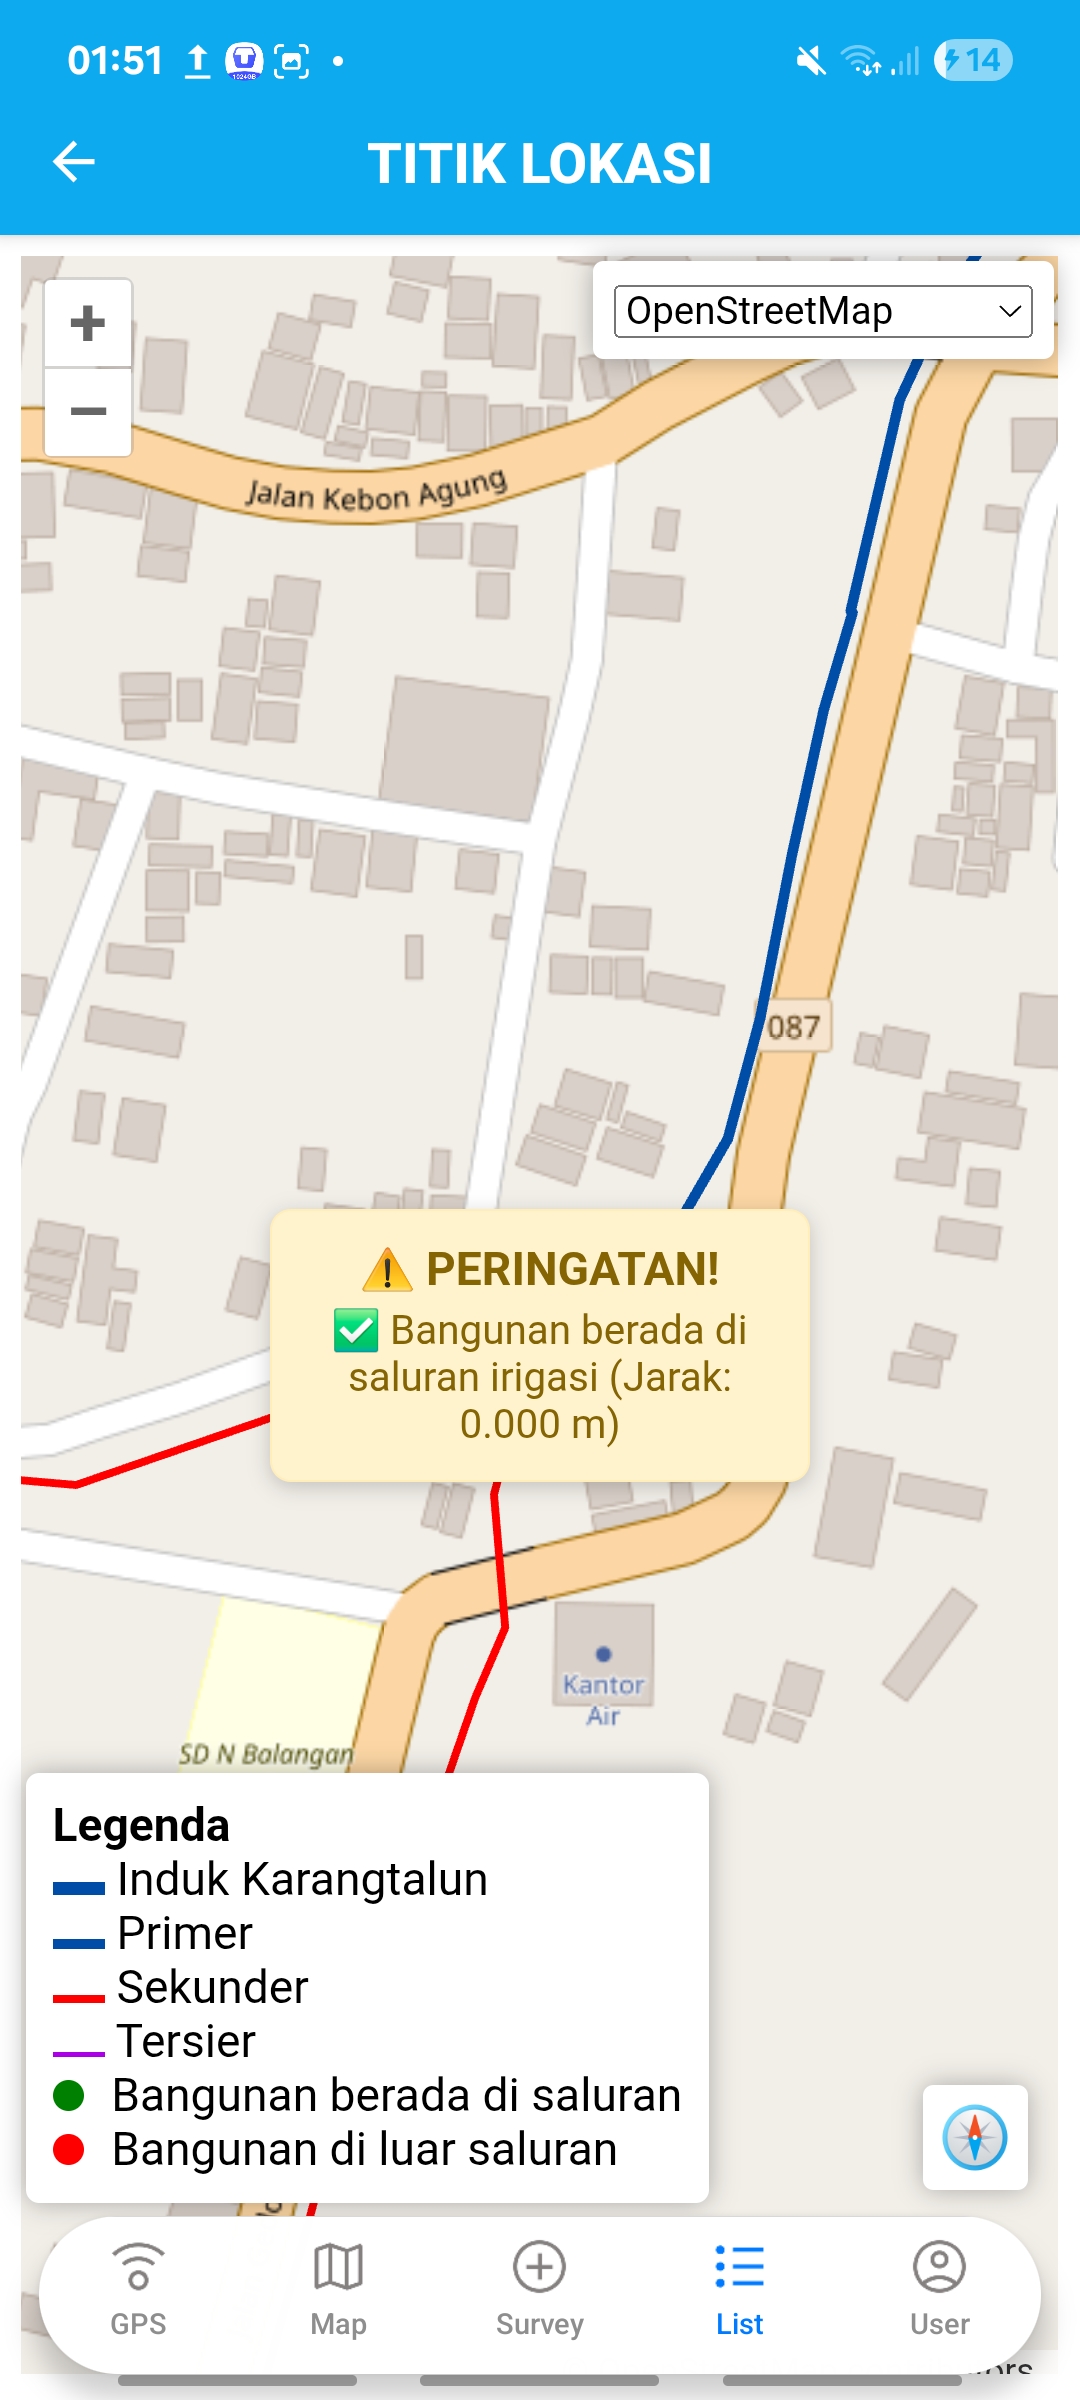 01:51
1024GB
14
TITIK LOKASI
+
−
OpenStreetMap
Jalan Kebon Agung
087
⚠️ PERINGATAN!
✅ Bangunan berada di
saluran irigasi (Jarak:
0.000 m)
Kantor
Air
SD N Bolangan
Legenda
Induk Karangtalun
Primer
Sekunder
Tersier
Bangunan berada di saluran
Bangunan di luar saluran
GPS
Map
Survey
List
User